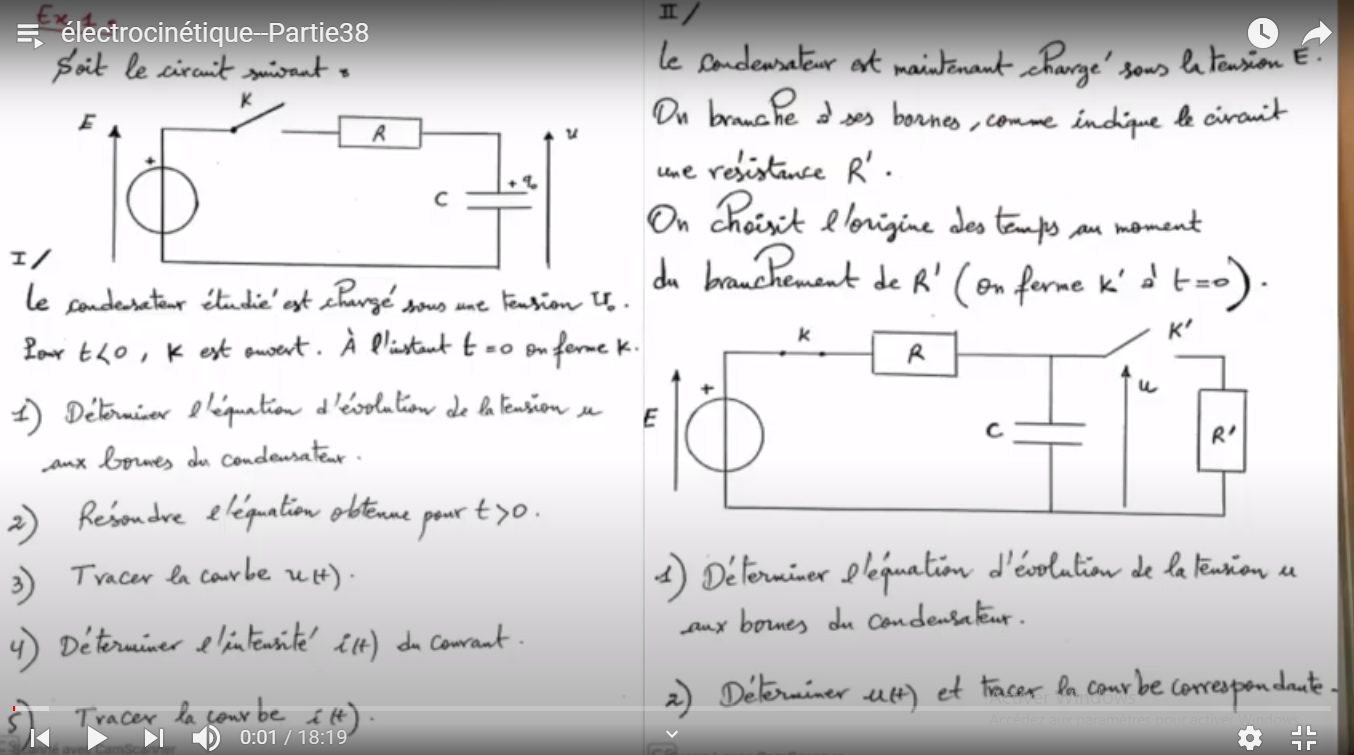 Ex 1 :
électrocinétique--Partie38
Soit le circuit suivant :
K
E
R
u
+
+ q
C
I /
le condensateur étudié est chargé sous une tension U₀.
Pour t<0, K est ouvert. À l'instant t=0 on ferme K.
1) Déterminer l'équation d'évolution de la tension u
aux bornes du condensateur.
2) Résoudre l'équation obtenue pour t>0.
3) Tracer la courbe u(t).
4) Déterminer l'intensité i(t) du courant.
5) Tracer la courbe i(t).
0:01 / 18:19
II /
le condensateur est maintenant chargé sous la tension E.
On branche à ses bornes, comme indique le circuit
une résistance R'.
On choisit l'origine des temps au moment
du branchement de R' (on ferme K' à t=0).
K
K'
R
+
u
E
C
R'
1) Déterminer l'équation d'évolution de la tension u
aux bornes du condensateur.
2) Déterminer u(t) et tracer la courbe correspondante.
Activer Windows
Accédez aux paramètres pour activer Windows